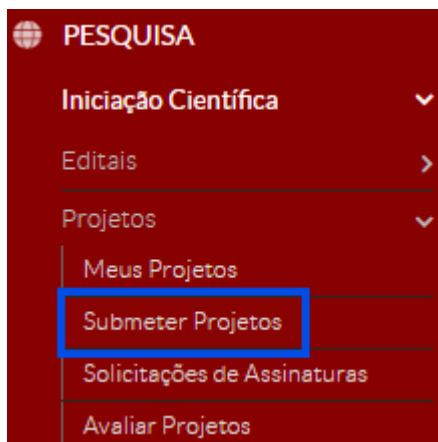 PESQUISA
Iniciação Científica
Editais
Projetos
Meus Projetos
Submeter Projetos
Solicitações de Assinaturas
Avaliar Projetos